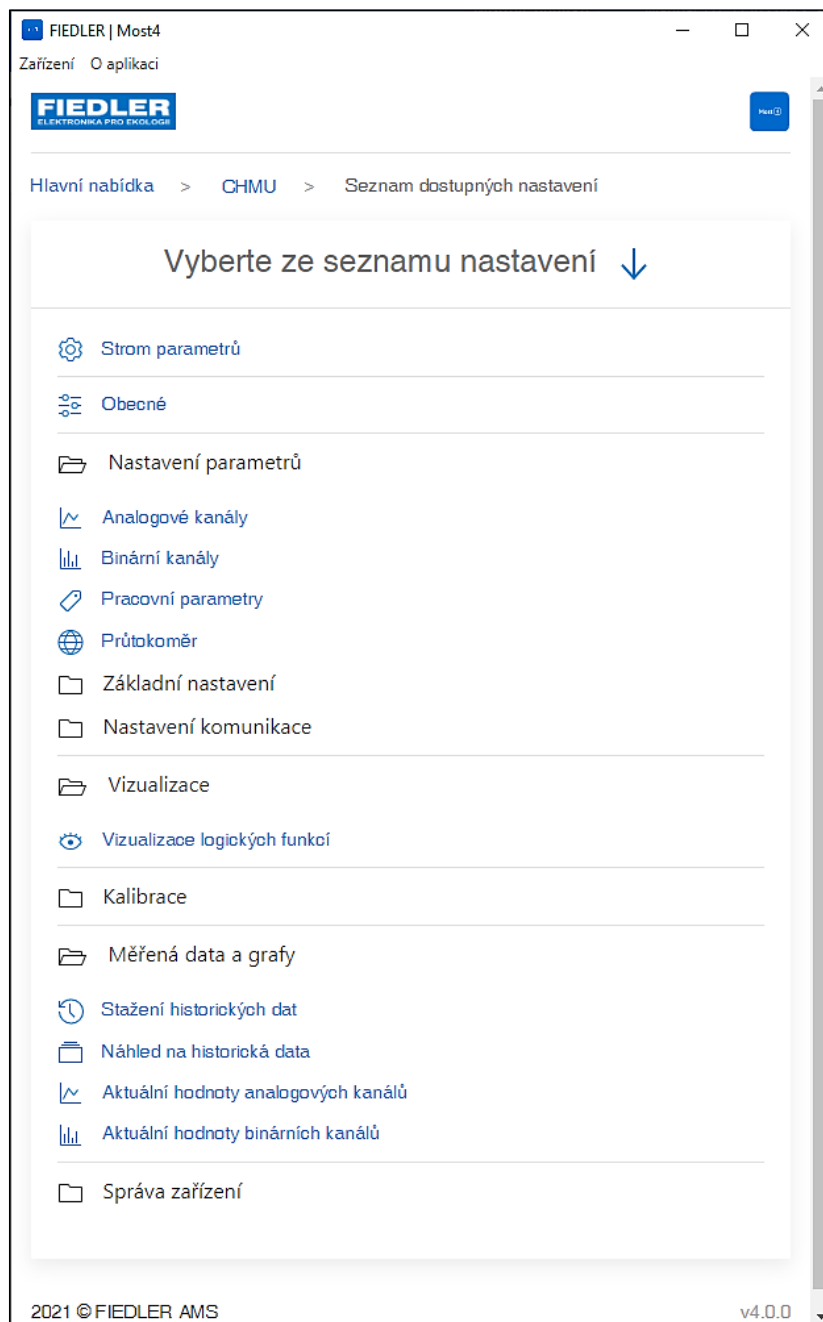 FIEDLER | Most4
Zařízení O aplikaci
FIEDLER
ELEKTRONIKA PRO EKOLOGII
Most4
Hlavní nabídka > CHMU > Seznam dostupných nastavení
Vyberte ze seznamu nastavení
Strom parametrů
Obecné
Nastavení parametrů
Analogové kanály
Binární kanály
Pracovní parametry
Průtokoměr
Základní nastavení
Nastavení komunikace
Vizualizace
Vizualizace logických funkcí
Kalibrace
Měřená data a grafy
Stažení historických dat
Náhled na historická data
Aktuální hodnoty analogových kanálů
Aktuální hodnoty binárních kanálů
Správa zařízení
2021 © FIEDLER AMS v4.0.0